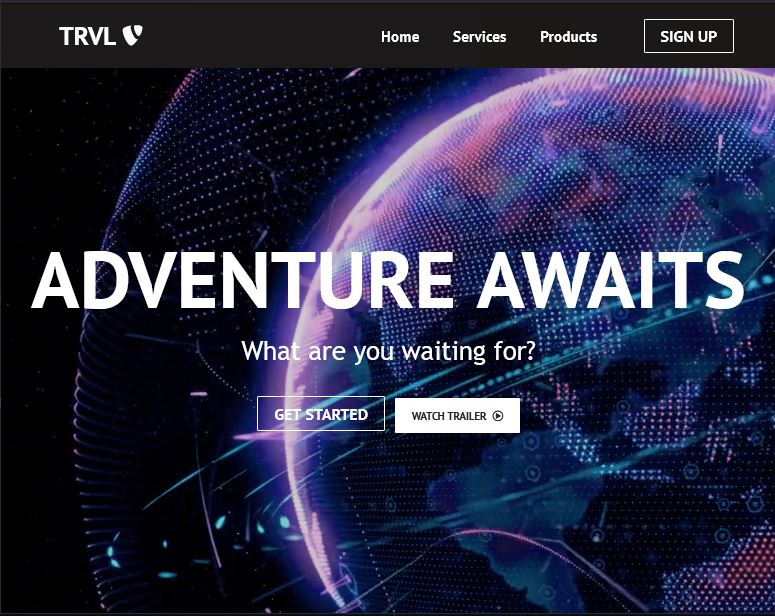 TRVL
Home Services Products SIGN UP
ADVENTURE AWAITS
What are you waiting for?
GET STARTED WATCH TRAILER